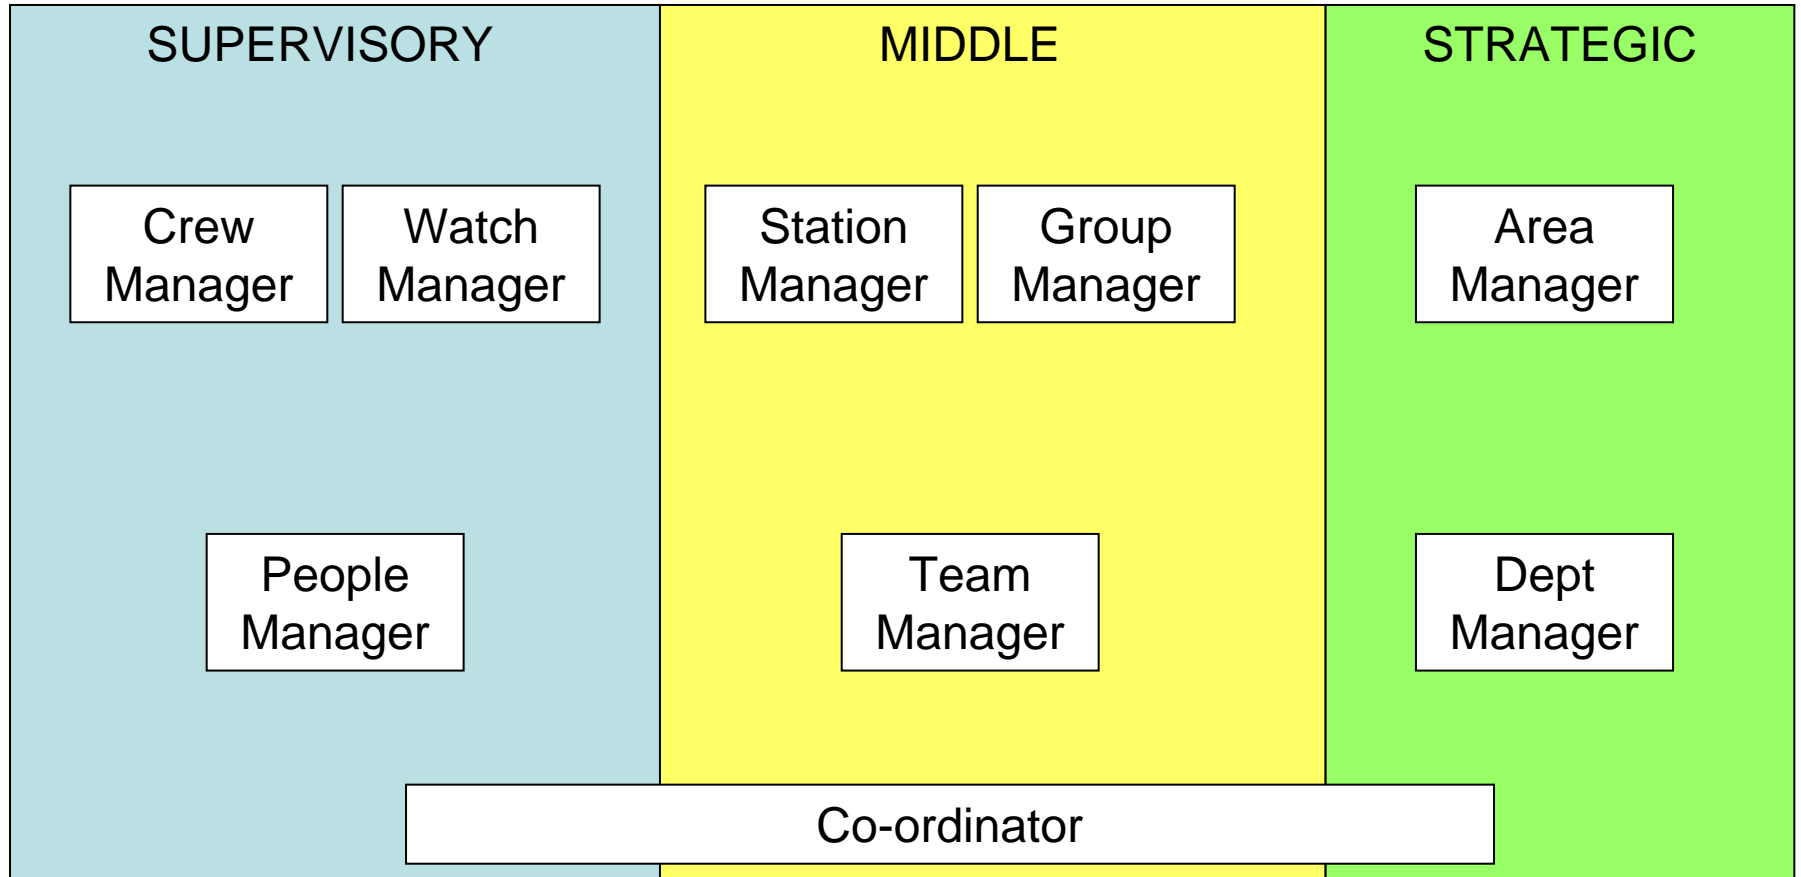 SUPERVISORY
MIDDLE
STRATEGIC
Crew
Manager
Watch
Manager
Station
Manager
Group
Manager
Area
Manager
People
Manager
Team
Manager
Dept
Manager
Co-ordinator